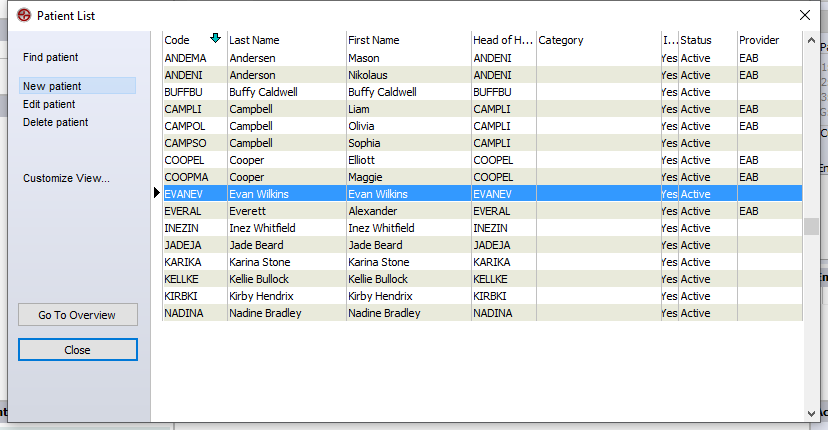 Patient List
Find patient
New patient
Edit patient
Delete patient
Customize View...
Go To Overview
Close
Code Last Name First Name Head of H... Category I... Status Provider
ANDEMA Andersen Mason ANDENI Yes Active EAB
ANDENI Anderson Nikolaus ANDENI Yes Active EAB
BUFFBU Buffy Caldwell Buffy Caldwell BUFFBU Yes Active
CAMPLI Campbell Liam CAMPLI Yes Active EAB
CAMPOL Campbell Olivia CAMPLI Yes Active EAB
CAMPSO Campbell Sophia CAMPLI Yes Active
COOPEL Cooper Elliott COOPEL Yes Active EAB
COOPMA Cooper Maggie COOPEL Yes Active EAB
EVANEV Evan Wilkins Evan Wilkins EVANEV Yes Active
EVERAL Everett Alexander EVERAL Yes Active EAB
INEZIN Inez Whitfield Inez Whitfield INEZIN Yes Active
JADEJA Jade Beard Jade Beard JADEJA Yes Active
KARIKA Karina Stone Karina Stone KARIKA Yes Active
KELLKE Kellie Bullock Kellie Bullock KELLKE Yes Active
KIRBKI Kirby Hendrix Kirby Hendrix KIRBKI Yes Active
NADINA Nadine Bradley Nadine Bradley NADINA Yes Active